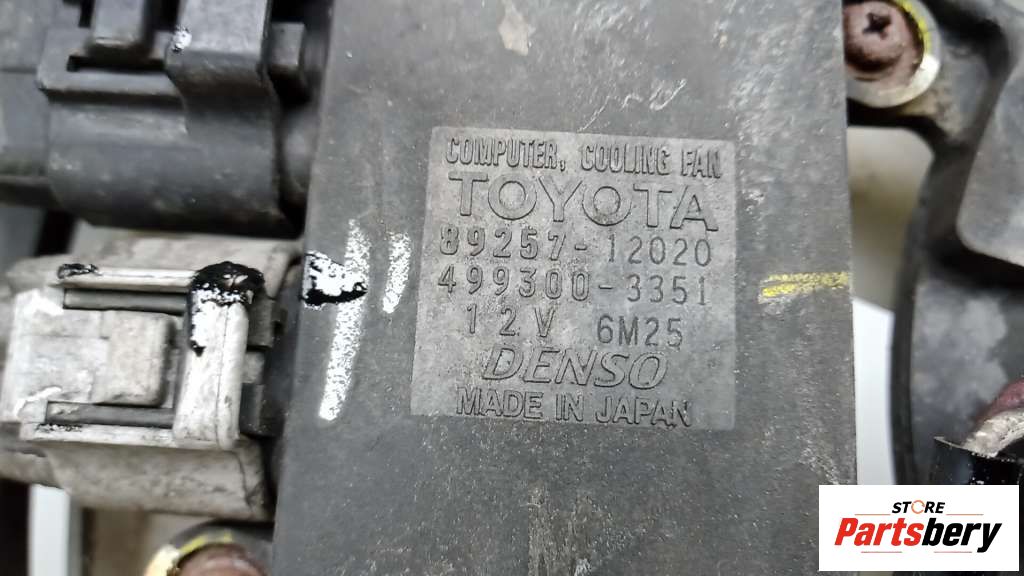 COMPUTER, COOLING FAN
TOYOTA
89257-12020
499300-3351
12V 6M25
DENSO
MADE IN JAPAN
STORE
Partsbery